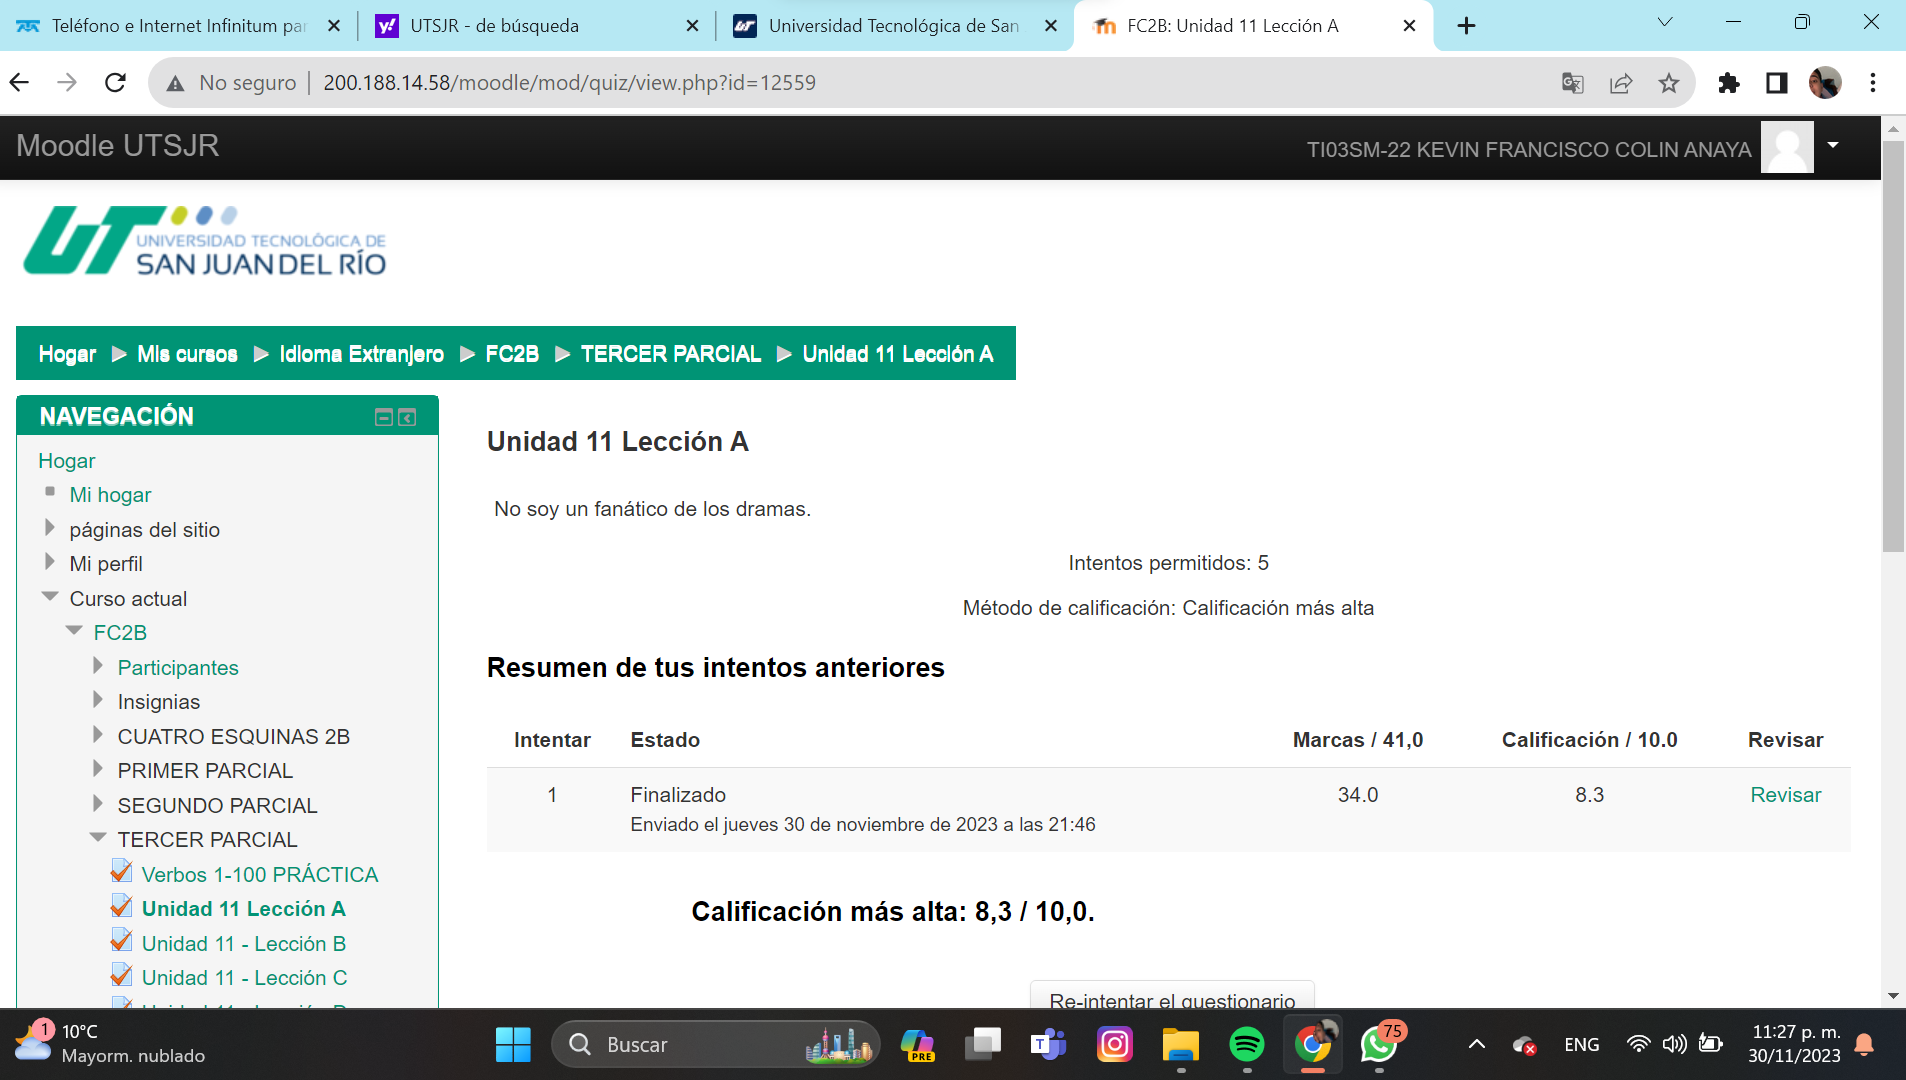 Teléfono e Internet Infinitum par
UTSJR - de búsqueda
Universidad Tecnológica de San
FC2B: Unidad 11 Lección A
No seguro
200.188.14.58/moodle/mod/quiz/view.php?id=12559
Moodle UTSJR
TI03SM-22 KEVIN FRANCISCO COLIN ANAYA
UT
UNIVERSIDAD TECNOLÓGICA DE
SAN JUAN DEL RÍO
Hogar Mis cursos Idioma Extranjero FC2B TERCER PARCIAL Unidad 11 Lección A
NAVEGACIÓN
Hogar
Mi hogar
páginas del sitio
Mi perfil
Curso actual
FC2B
Participantes
Insignias
CUATRO ESQUINAS 2B
PRIMER PARCIAL
SEGUNDO PARCIAL
TERCER PARCIAL
Verbos 1-100 PRÁCTICA
Unidad 11 Lección A
Unidad 11 - Lección B
Unidad 11 - Lección C
Unidad 11 Lección A
No soy un fanático de los dramas.
Intentos permitidos: 5
Método de calificación: Calificación más alta
Resumen de tus intentos anteriores
Intentar Estado Marcas / 41,0 Calificación / 10.0 Revisar
1 Finalizado 34.0 8.3 Revisar
Enviado el jueves 30 de noviembre de 2023 a las 21:46
Calificación más alta: 8,3 / 10,0.
Re-intentar el questionario
1
10°C
Mayorm. nublado
Buscar
PRE
75
ENG
11:27 p. m.
30/11/2023